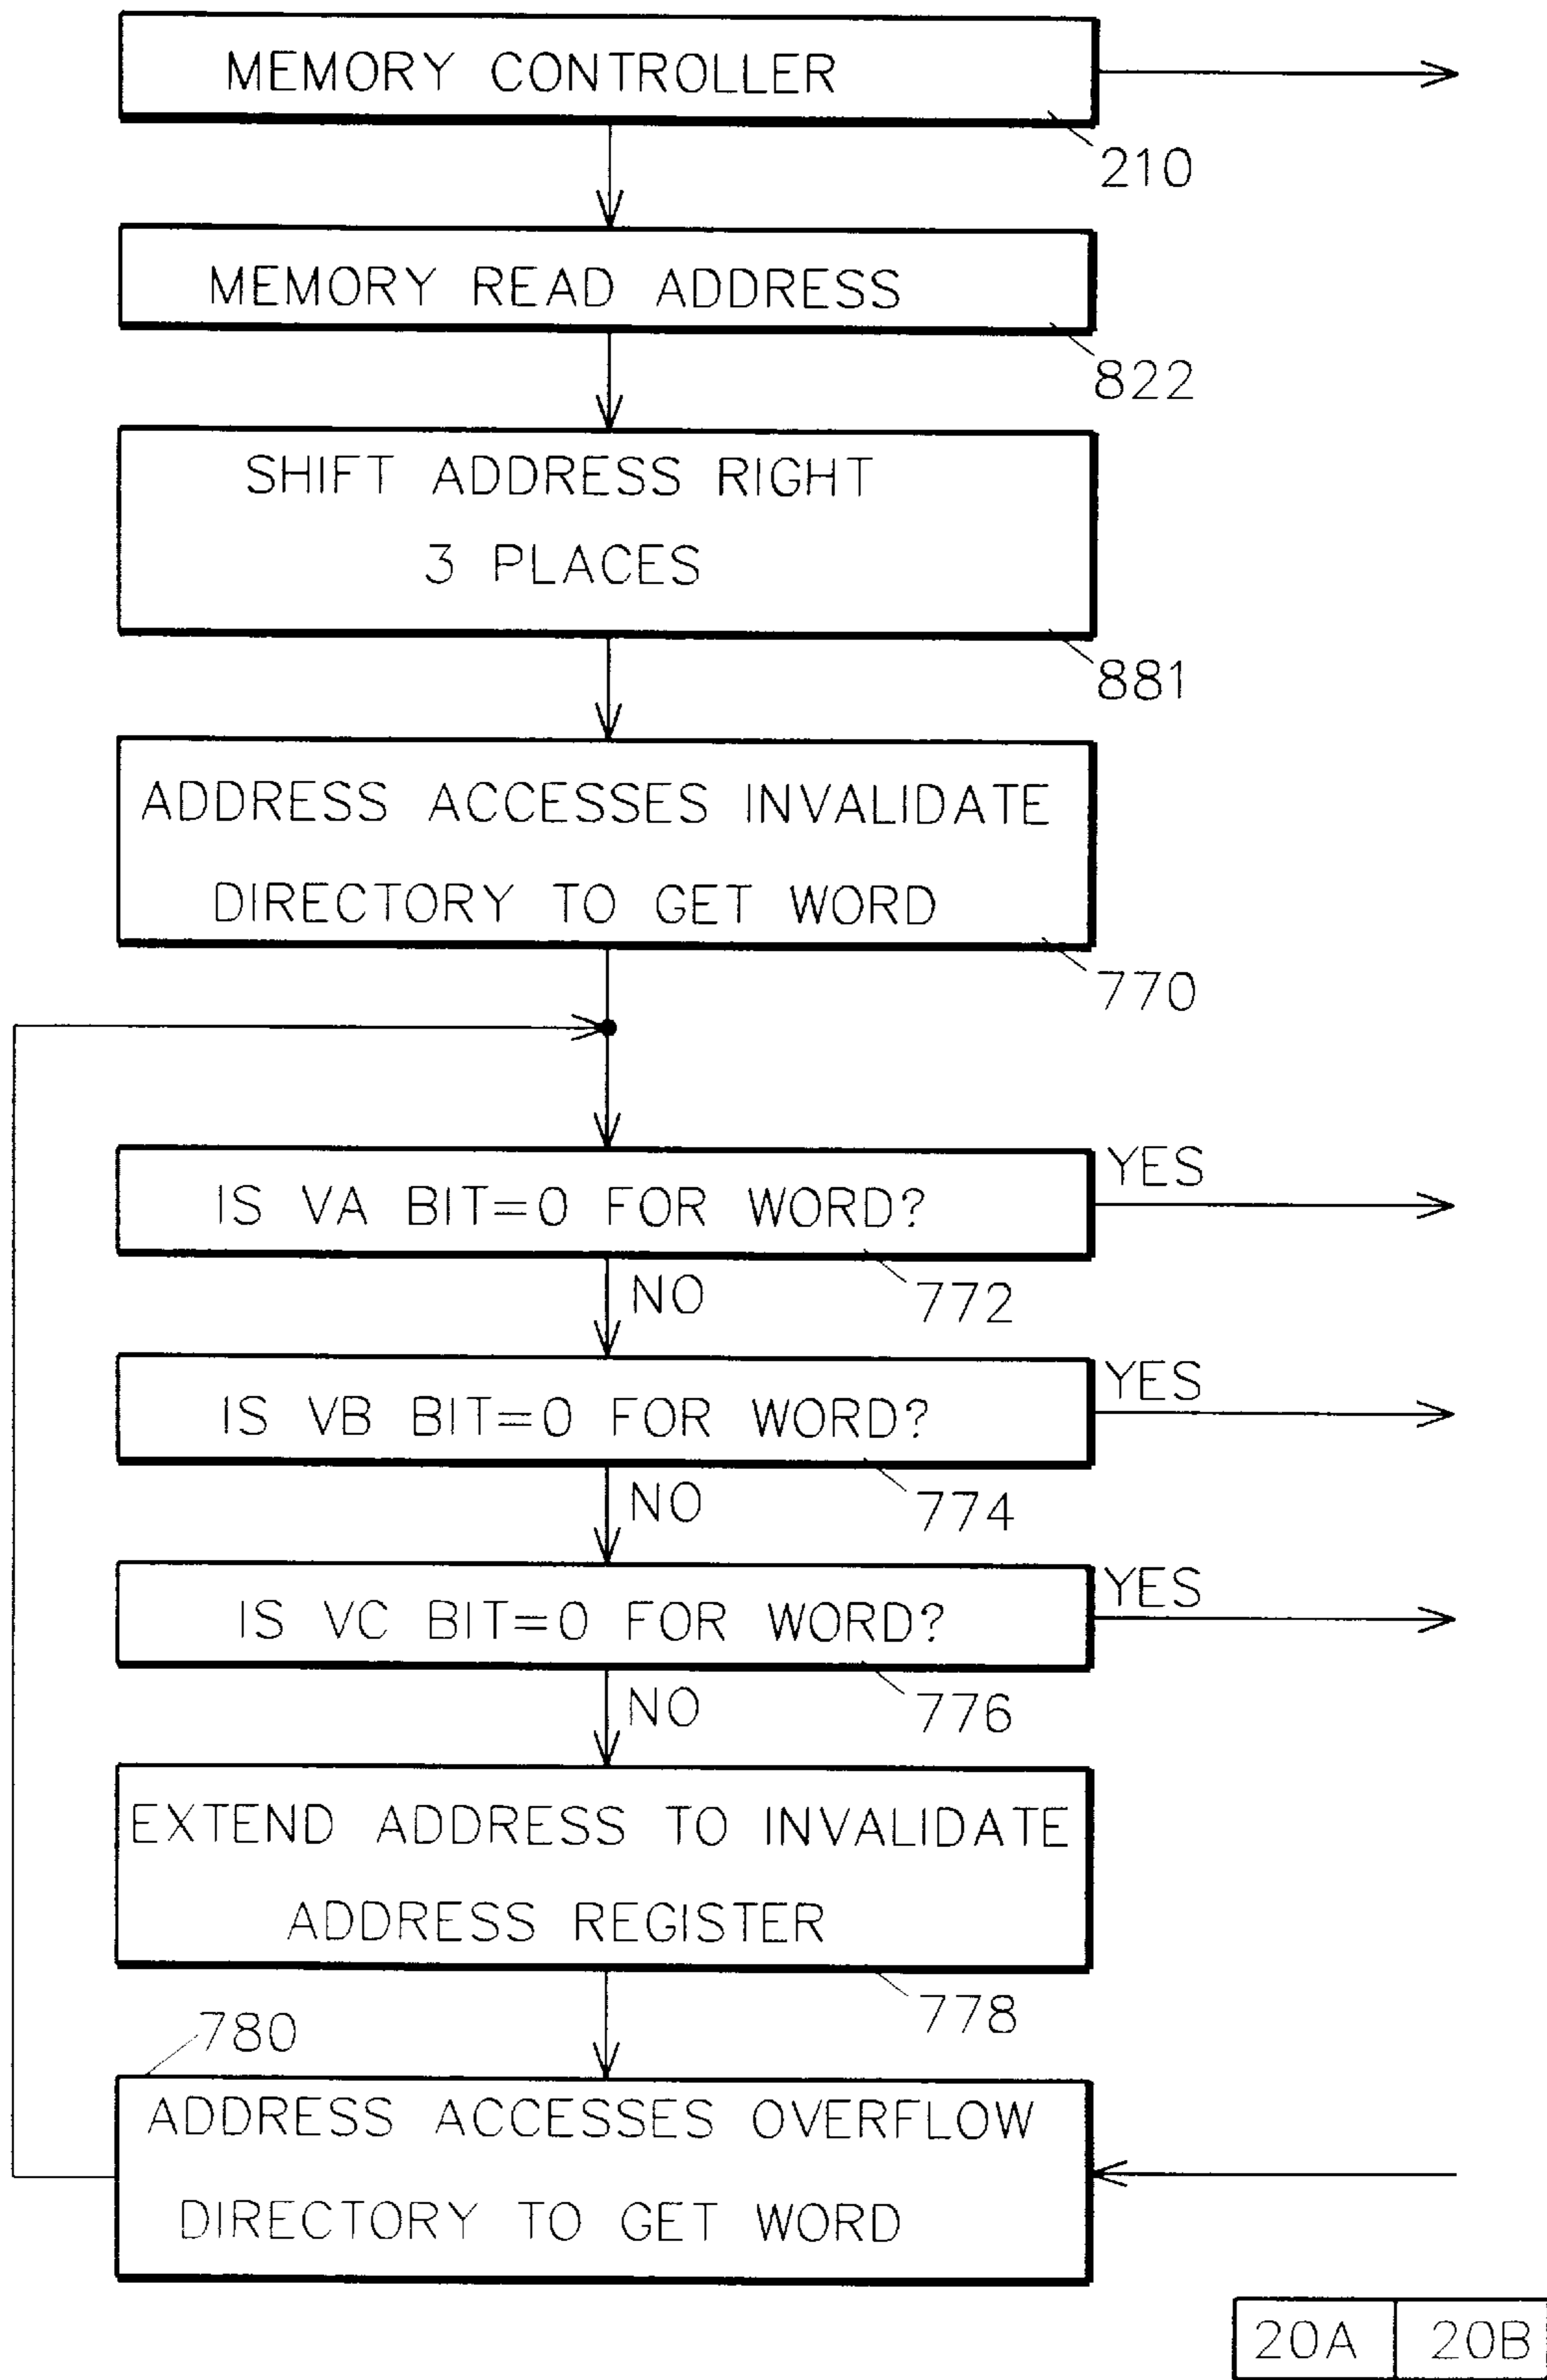 MEMORY CONTROLLER
210
MEMORY READ ADDRESS
822
SHIFT ADDRESS RIGHT
3 PLACES
881
ADDRESS ACCESSES INVALIDATE
DIRECTORY TO GET WORD
770
YES
IS VA BIT=0 FOR WORD?
NO
772
YES
IS VB BIT=0 FOR WORD?
NO
774
YES
IS VC BIT=0 FOR WORD?
NO
776
EXTEND ADDRESS TO INVALIDATE
ADDRESS REGISTER
778
780
ADDRESS ACCESSES OVERFLOW
DIRECTORY TO GET WORD
20A 20B